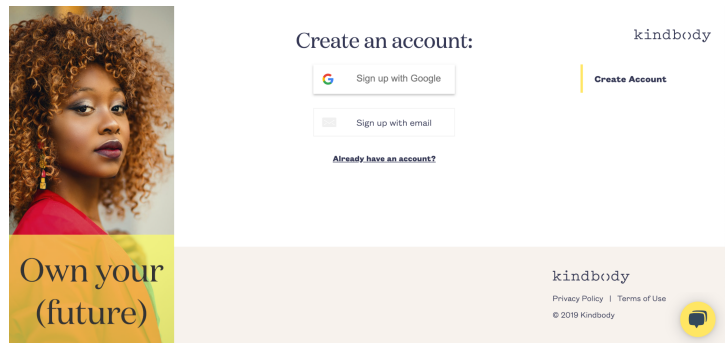 Create an account:
kindbody
Sign up with Google
Create Account
Sign up with email
Already have an account?
Own your
(future)
kindbody
Privacy Policy | Terms of Use
© 2019 Kindbody